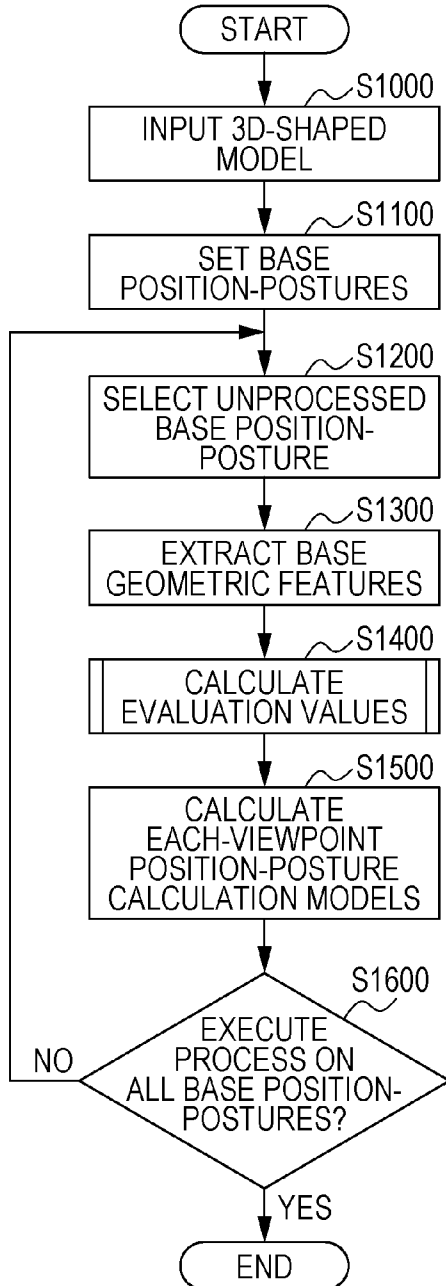 START
S1000
INPUT 3D-SHAPED
MODEL
S1100
SET BASE
POSITION-POSTURES
S1200
SELECT UNPROCESSED
BASE POSITION-
POSTURE
S1300
EXTRACT BASE
GEOMETRIC FEATURES
S1400
CALCULATE
EVALUATION VALUES
S1500
CALCULATE
EACH-VIEWPOINT
POSITION-POSTURE
CALCULATION MODELS
S1600
EXECUTE
PROCESS ON
ALL BASE POSITION-
POSTURES?
NO
YES
END